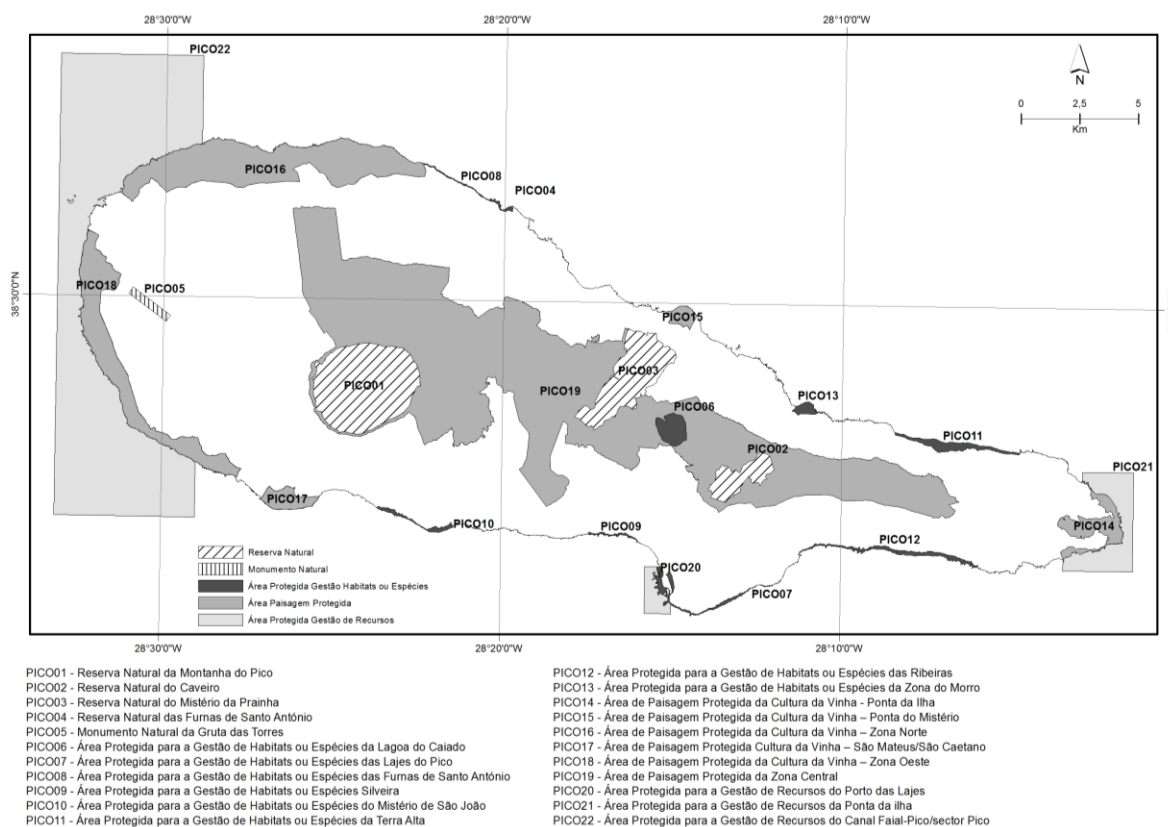 28°30'0"W
28°20'0"W
28°10'0"W
PICO22
N
0 2,5 5
Km
PICO08
PICO04
PICO16
PICO18
PICO05
38°30'0"N
PICO15
PICO03
PICO01
PICO19
PICO06
PICO13
PICO11
PICO02
PICO21
PICO17
PICO10
PICO09
PICO14
PICO12
PICO20
PICO07
Reserva Natural
Monumento Natural
Área Protegida Gestão Habitats ou Espécies
Área Paisagem Protegida
Área Protegida Gestão de Recursos
28°30'0"W
28°20'0"W
28°10'0"W
PICO01 - Reserva Natural da Montanha do Pico
PICO02 - Reserva Natural do Caveiro
PICO03 - Reserva Natural do Mistério da Prainha
PICO04 - Reserva Natural das Furnas de Santo António
PICO05 - Monumento Natural da Gruta das Torres
PICO06 - Área Protegida para a Gestão de Habitats ou Espécies da Lagoa do Caiado
PICO07 - Área Protegida para a Gestão de Habitats ou Espécies das Lajes do Pico
PICO08 - Área Protegida para a Gestão de Habitats ou Espécies das Furnas de Santo António
PICO09 - Área Protegida para a Gestão de Habitats ou Espécies Silveira
PICO10 - Área Protegida para a Gestão de Habitats ou Espécies do Mistério de São João
PICO11 - Área Protegida para a Gestão de Habitats ou Espécies da Terra Alta
PICO12 - Área Protegida para a Gestão de Habitats ou Espécies das Ribeiras
PICO13 - Área Protegida para a Gestão de Habitats ou Espécies da Zona do Morro
PICO14 - Área de Paisagem Protegida da Cultura da Vinha - Ponta da Ilha
PICO15 - Área de Paisagem Protegida da Cultura da Vinha – Ponta do Mistério
PICO16 - Área de Paisagem Protegida da Cultura da Vinha – Zona Norte
PICO17 - Área de Paisagem Protegida Cultura da Vinha – São Mateus/São Caetano
PICO18 - Área de Paisagem Protegida da Cultura da Vinha – Zona Oeste
PICO19 - Área de Paisagem Protegida da Zona Central
PICO20 - Área Protegida para a Gestão de Recursos do Porto das Lajes
PICO21 - Área Protegida para a Gestão de Recursos da Ponta da ilha
PICO22 - Área Protegida para a Gestão de Recursos do Canal Faial-Pico/sector Pico